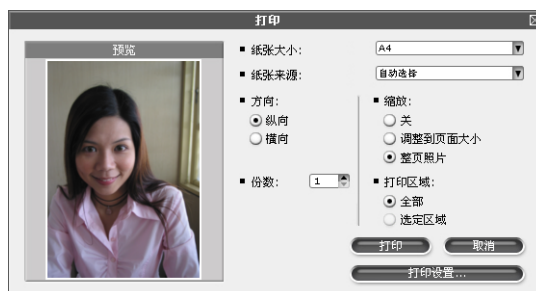 打印
预览
纸张大小: A4
纸张来源: 自动选择
方向:
纵向
横向
缩放:
关
调整到页面大小
整页照片
份数: 1
打印区域:
全部
选定区域
打印 取消
打印设置...